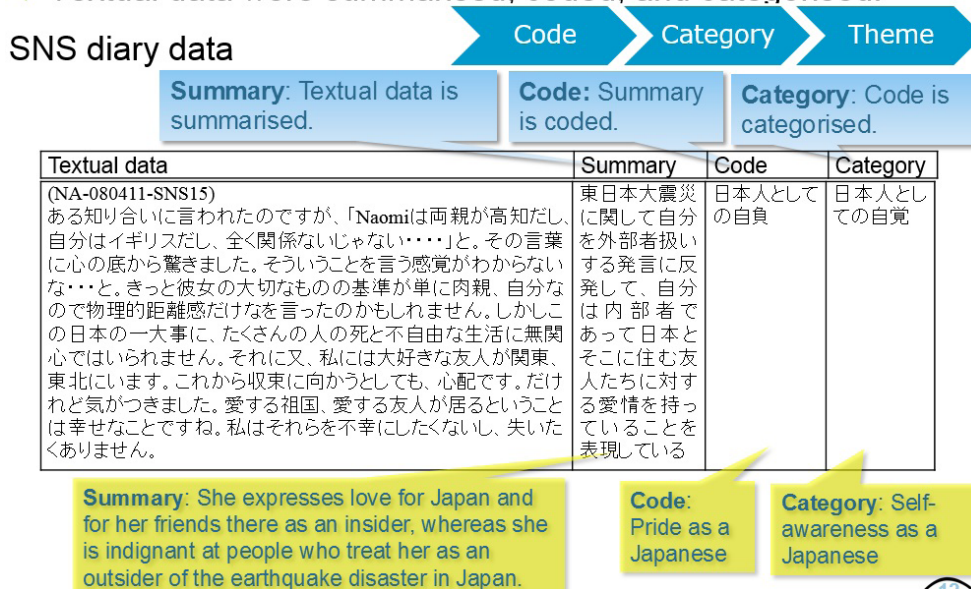 Textual data were summarised, coded, and categorised.
SNS diary data
Code
Category
Theme
Summary: Textual data is
summarised.
Code: Summary
is coded.
Category: Code is
categorised.
Textual data
Summary
Code
Category
(NA-080411-SNS15)
ある知り合いに言われたのですが、「Naomiは両親が高知だし、
自分はイギリスだし、全く関係ないじゃない・・・・」と。その言葉
に心の底から驚きました。そういうことを言う感覚がわからない
な・・・と。きっと彼女の大切なものの基準が単に肉親、自分な
ので物理的距離感だけなを言ったのかもしれません。しかしこ
の日本の一大事に、たくさんの人の死と不自由な生活に無関
心ではいられません。それに又、私には大好きな友人が関東、
東北にいます。これから収束に向かうとしても、心配です。だけ
れど気がつきました。愛する祖国、愛する友人が居るということ
は幸せなことですね。私はそれらを不幸にしたくないし、失いた
くありません。
東日本大震災
に関して自分
を外部者扱い
する発言に反
発して、自分
は内部者で
あって日本と
そこに住む友
人たちに対す
る愛情を持っ
ていることを
表現している
日本人として
の自負
日本人とし
ての自覚
Summary: She expresses love for Japan and
for her friends there as an insider, whereas she
is indignant at people who treat her as an
outsider of the earthquake disaster in Japan.
Code:
Pride as a
Japanese
Category: Self-
awareness as a
Japanese